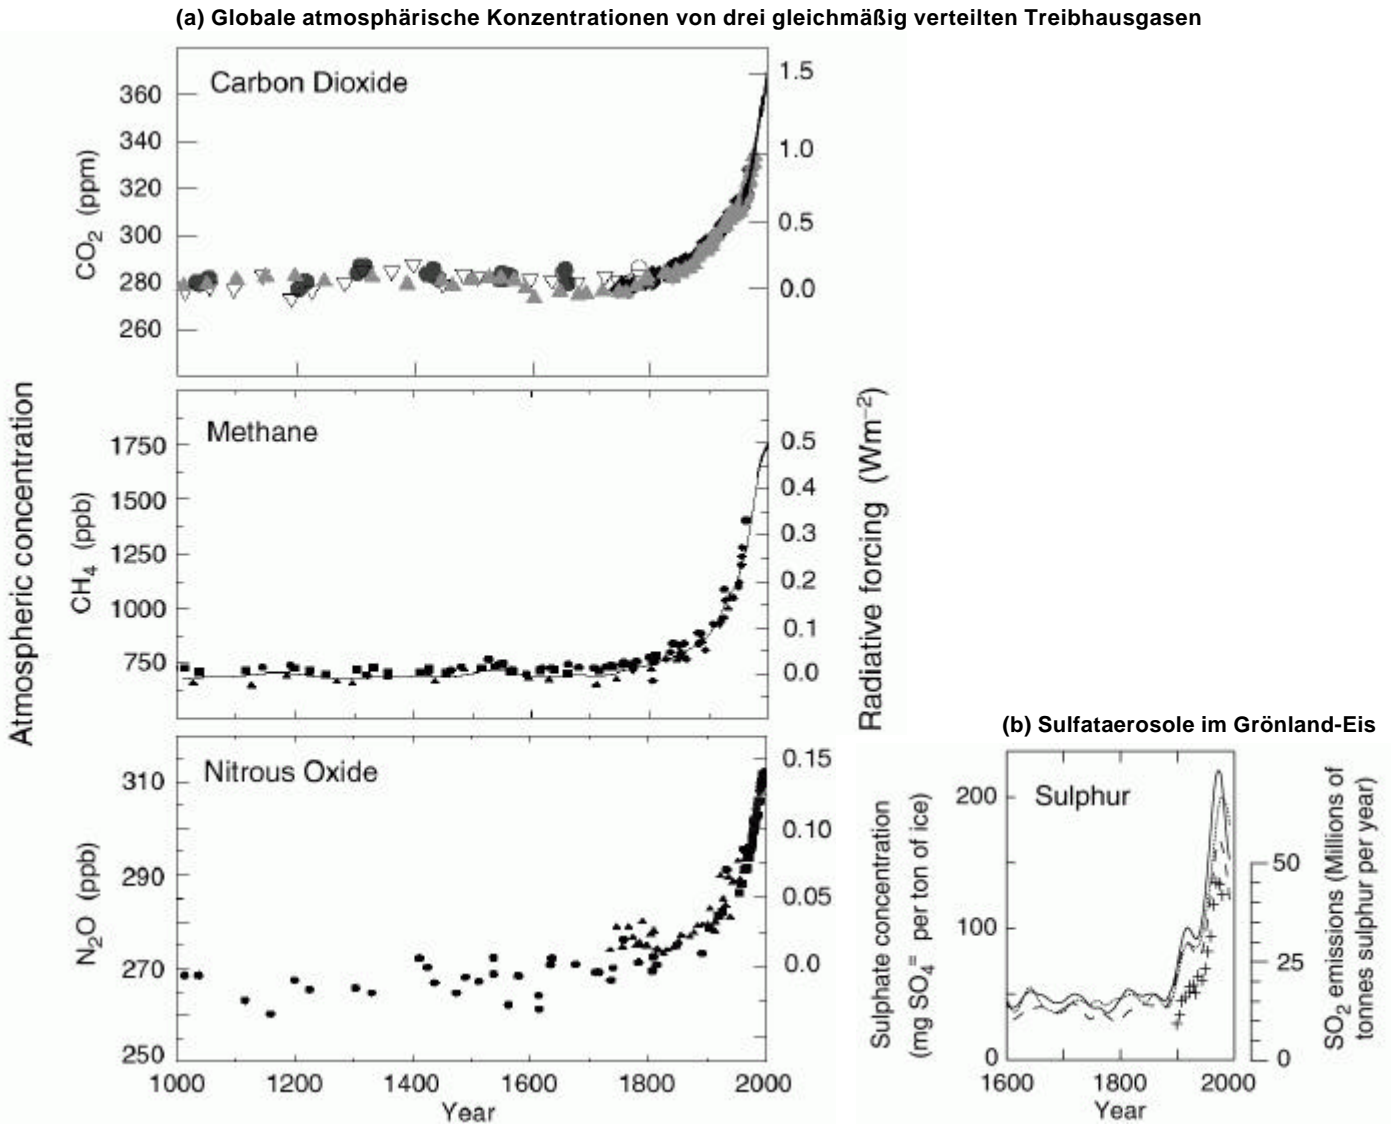 (a) Globale atmosphärische Konzentrationen von drei gleichmäßig verteilten Treibhausgasen
Carbon Dioxide
360
340
320
300
280
260
CO2 (ppm)
1.5
1.0
0.5
0.0
Atmospheric concentration
Methane
1750
1500
1250
1000
750
CH4 (ppb)
0.5
0.4
0.3
0.2
0.1
0.0
Radiative forcing (Wm−2)
Nitrous Oxide
310
290
270
250
N2O (ppb)
0.15
0.10
0.05
0.0
1000 1200 1400 1600 1800 2000
Year
(b) Sulfataerosole im Grönland-Eis
Sulphur
200
100
0
Sulphate concentration
(mg SO4= per ton of ice)
50
25
0
SO2 emissions (Millions of
tonnes sulphur per year)
1600 1800 2000
Year